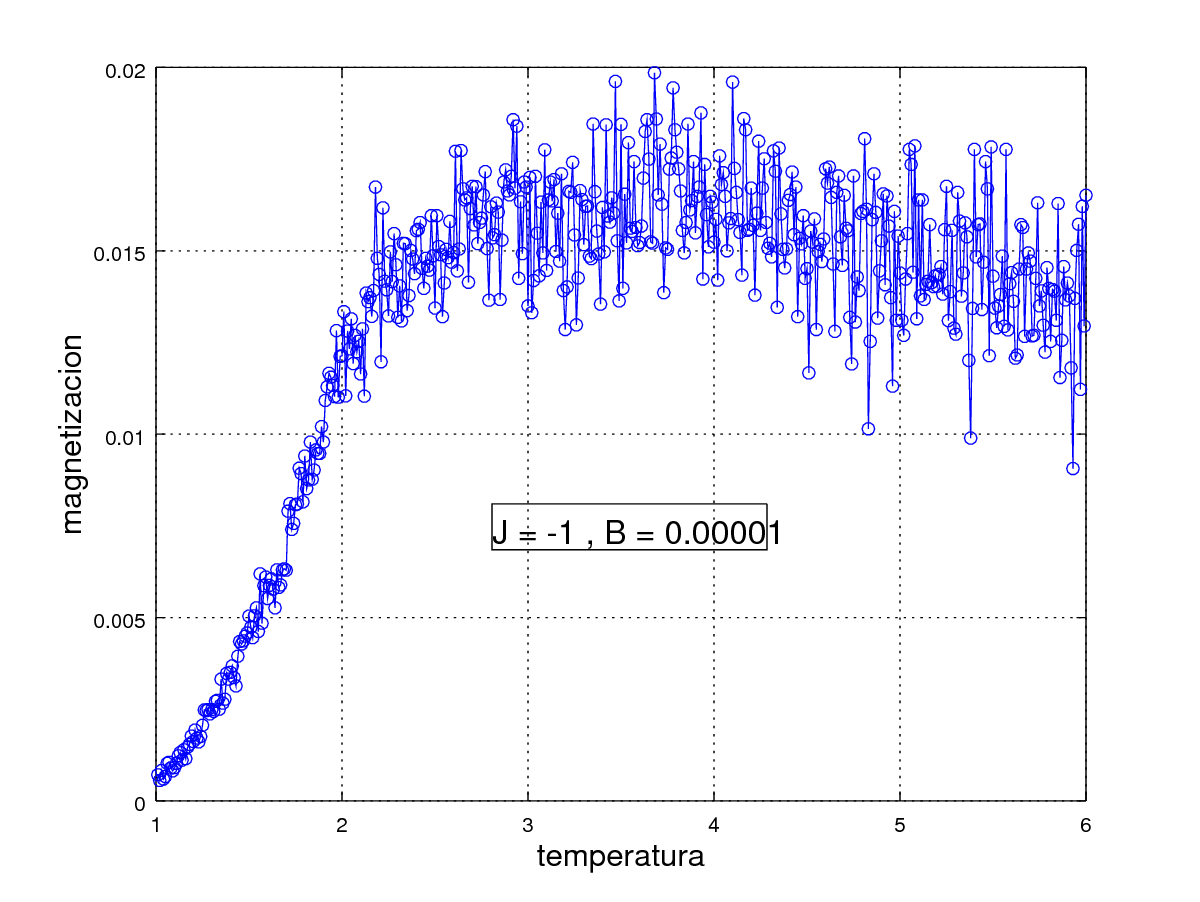 0.02
0.015
0.01
0.005
0
magnetizacion
J = -1 , B = 0.00001
1 2 3 4 5 6
temperatura